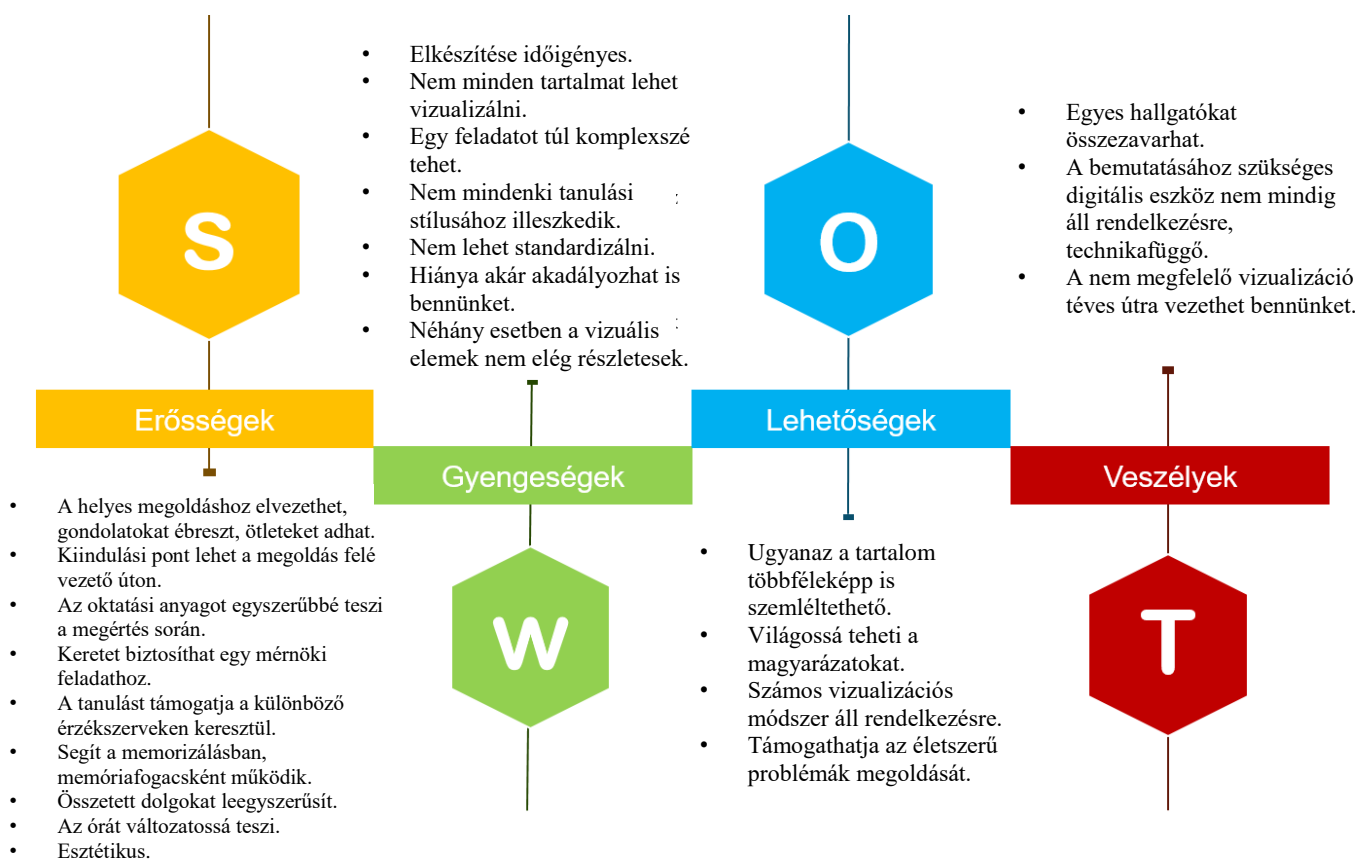 S
Erősségek
• A helyes megoldáshoz elvezethet,
gondolatokat ébreszt, ötleteket adhat.
• Kiindulási pont lehet a megoldás felé
vezető úton.
• Az oktatási anyagot egyszerűbbé teszi
a megértés során.
• Keretet biztosíthat egy mérnöki
feladathoz.
• A tanulást támogatja a különböző
érzékszerveken keresztül.
• Segít a memorizálásban,
memóriafogacsként működik.
• Összetett dolgokat leegyszerűsít.
• Az órát változatossá teszi.
• Esztétikus.
• Elkészítése időigényes.
• Nem minden tartalmat lehet
vizualizálni.
• Egy feladatot túl komplexszé
tehet.
• Nem mindenki tanulási
stílusához illeszkedik.
• Nem lehet standardizálni.
• Hiánya akár akadályozhat is
bennünket.
• Néhány esetben a vizuális
elemek nem elég részletesek.
Gyengeségek
W
O
Lehetőségek
• Ugyanaz a tartalom
többféleképp is
szemléltethető.
• Világossá teheti a
magyarázatokat.
• Számos vizualizációs
módszer áll rendelkezésre.
• Támogathatja az életszerű
problémák megoldását.
• Egyes hallgatókat
összezavarhat.
• A bemutatásához szükséges
digitális eszköz nem mindig
áll rendelkezésre,
technikafüggő.
• A nem megfelelő vizualizáció
téves útra vezethet bennünket.
Veszélyek
T